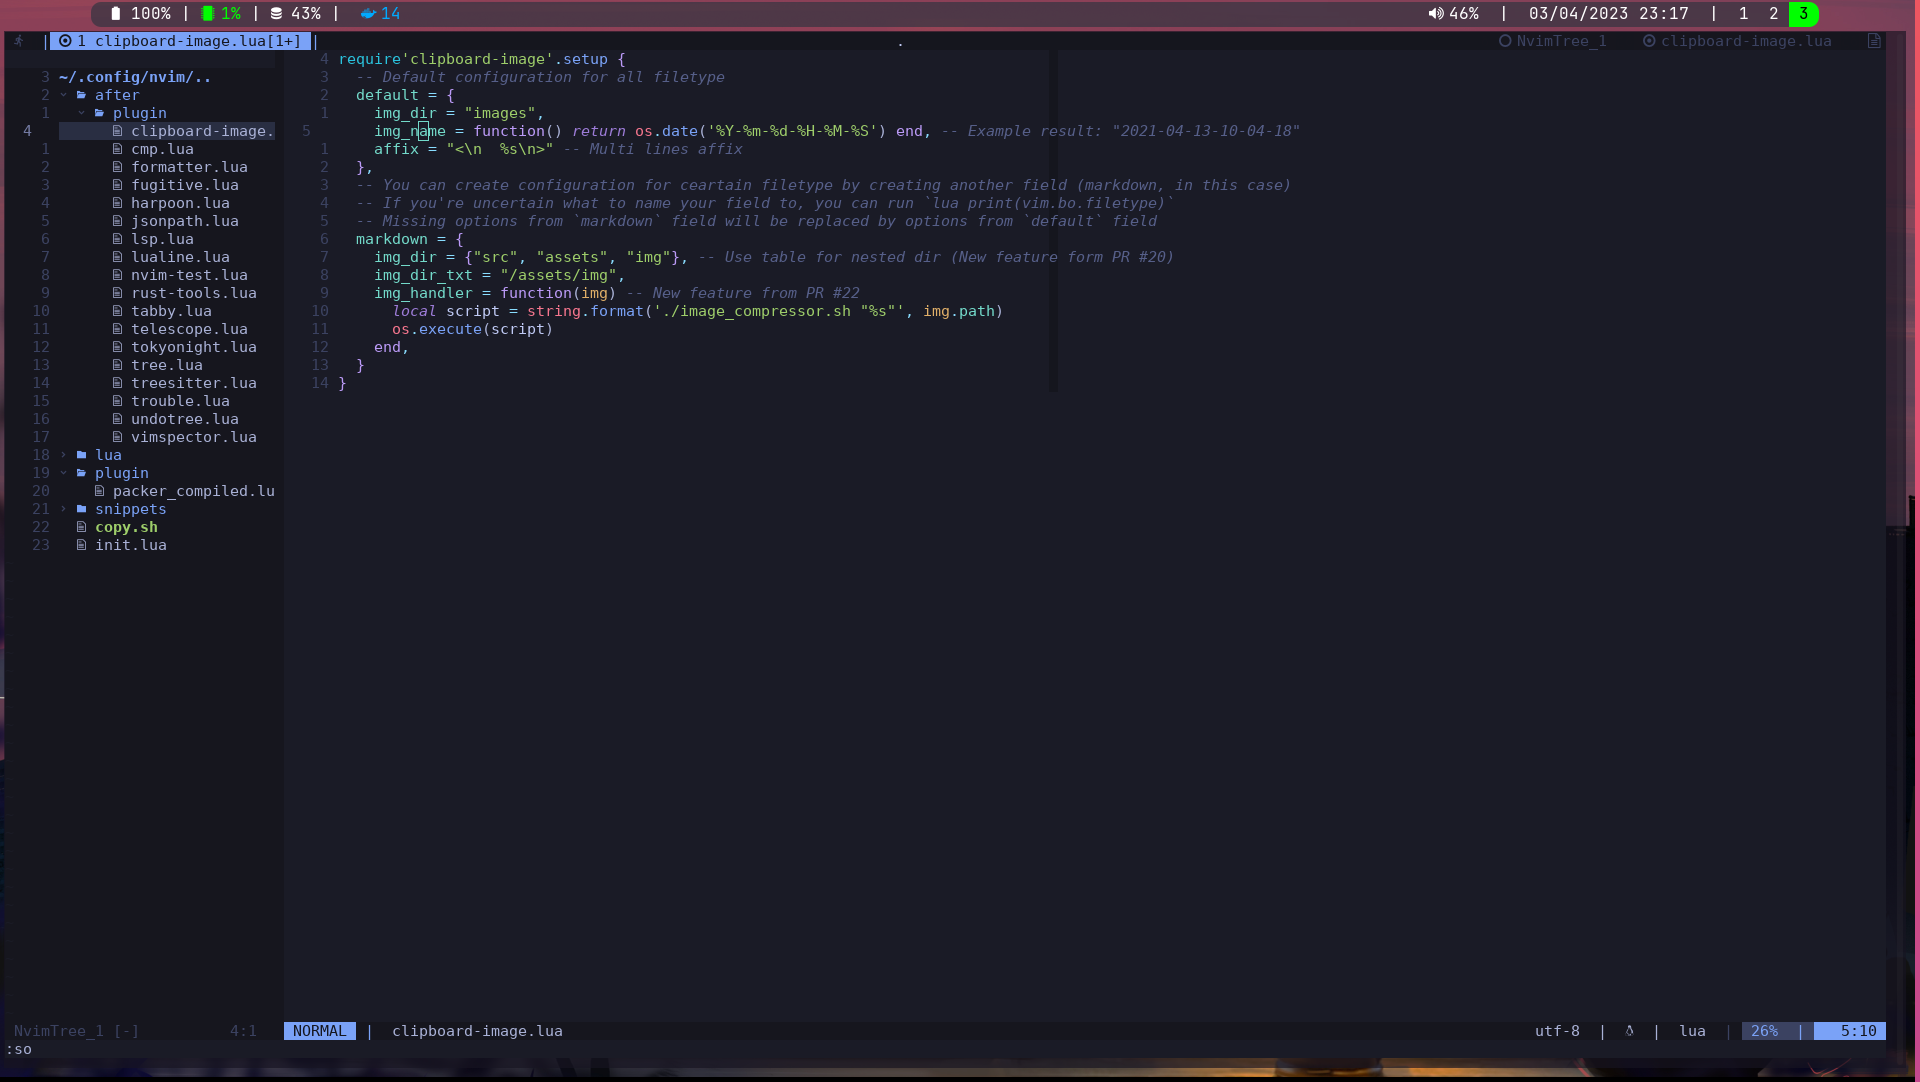 100% | 1% | 43% | 14 46% | 03/04/2023 23:17 | 1 2 3
| 1 clipboard-image.lua[1+] | . NvimTree_1 clipboard-image.lua
3 ~/.config/nvim/..
2 after
1 plugin
4 clipboard-image.
1 cmp.lua
2 formatter.lua
3 fugitive.lua
4 harpoon.lua
5 jsonpath.lua
6 lsp.lua
7 lualine.lua
8 nvim-test.lua
9 rust-tools.lua
10 tabby.lua
11 telescope.lua
12 tokyonight.lua
13 tree.lua
14 treesitter.lua
15 trouble.lua
16 undotree.lua
17 vimspector.lua
18 lua
19 plugin
20 packer_compiled.lu
21 snippets
22 copy.sh
23 init.lua
4 require'clipboard-image'.setup {
3   -- Default configuration for all filetype
2   default = {
1     img_dir = "images",
5     img_name = function() return os.date('%Y-%m-%d-%H-%M-%S') end, -- Example result: "2021-04-13-10-04-18"
1     affix = "<\n  %s\n>" -- Multi lines affix
2   },
3   -- You can create configuration for ceartain filetype by creating another field (markdown, in this case)
4   -- If you're uncertain what to name your field to, you can run `lua print(vim.bo.filetype)`
5   -- Missing options from `markdown` field will be replaced by options from `default` field
6   markdown = {
7     img_dir = {"src", "assets", "img"}, -- Use table for nested dir (New feature form PR #20)
8     img_dir_txt = "/assets/img",
9     img_handler = function(img) -- New feature from PR #22
10       local script = string.format('./image_compressor.sh "%s"', img.path)
11       os.execute(script)
12     end,
13   }
14 }
NvimTree_1 [-] 4:1 NORMAL | clipboard-image.lua utf-8 | | lua | 26% | 5:10
:so